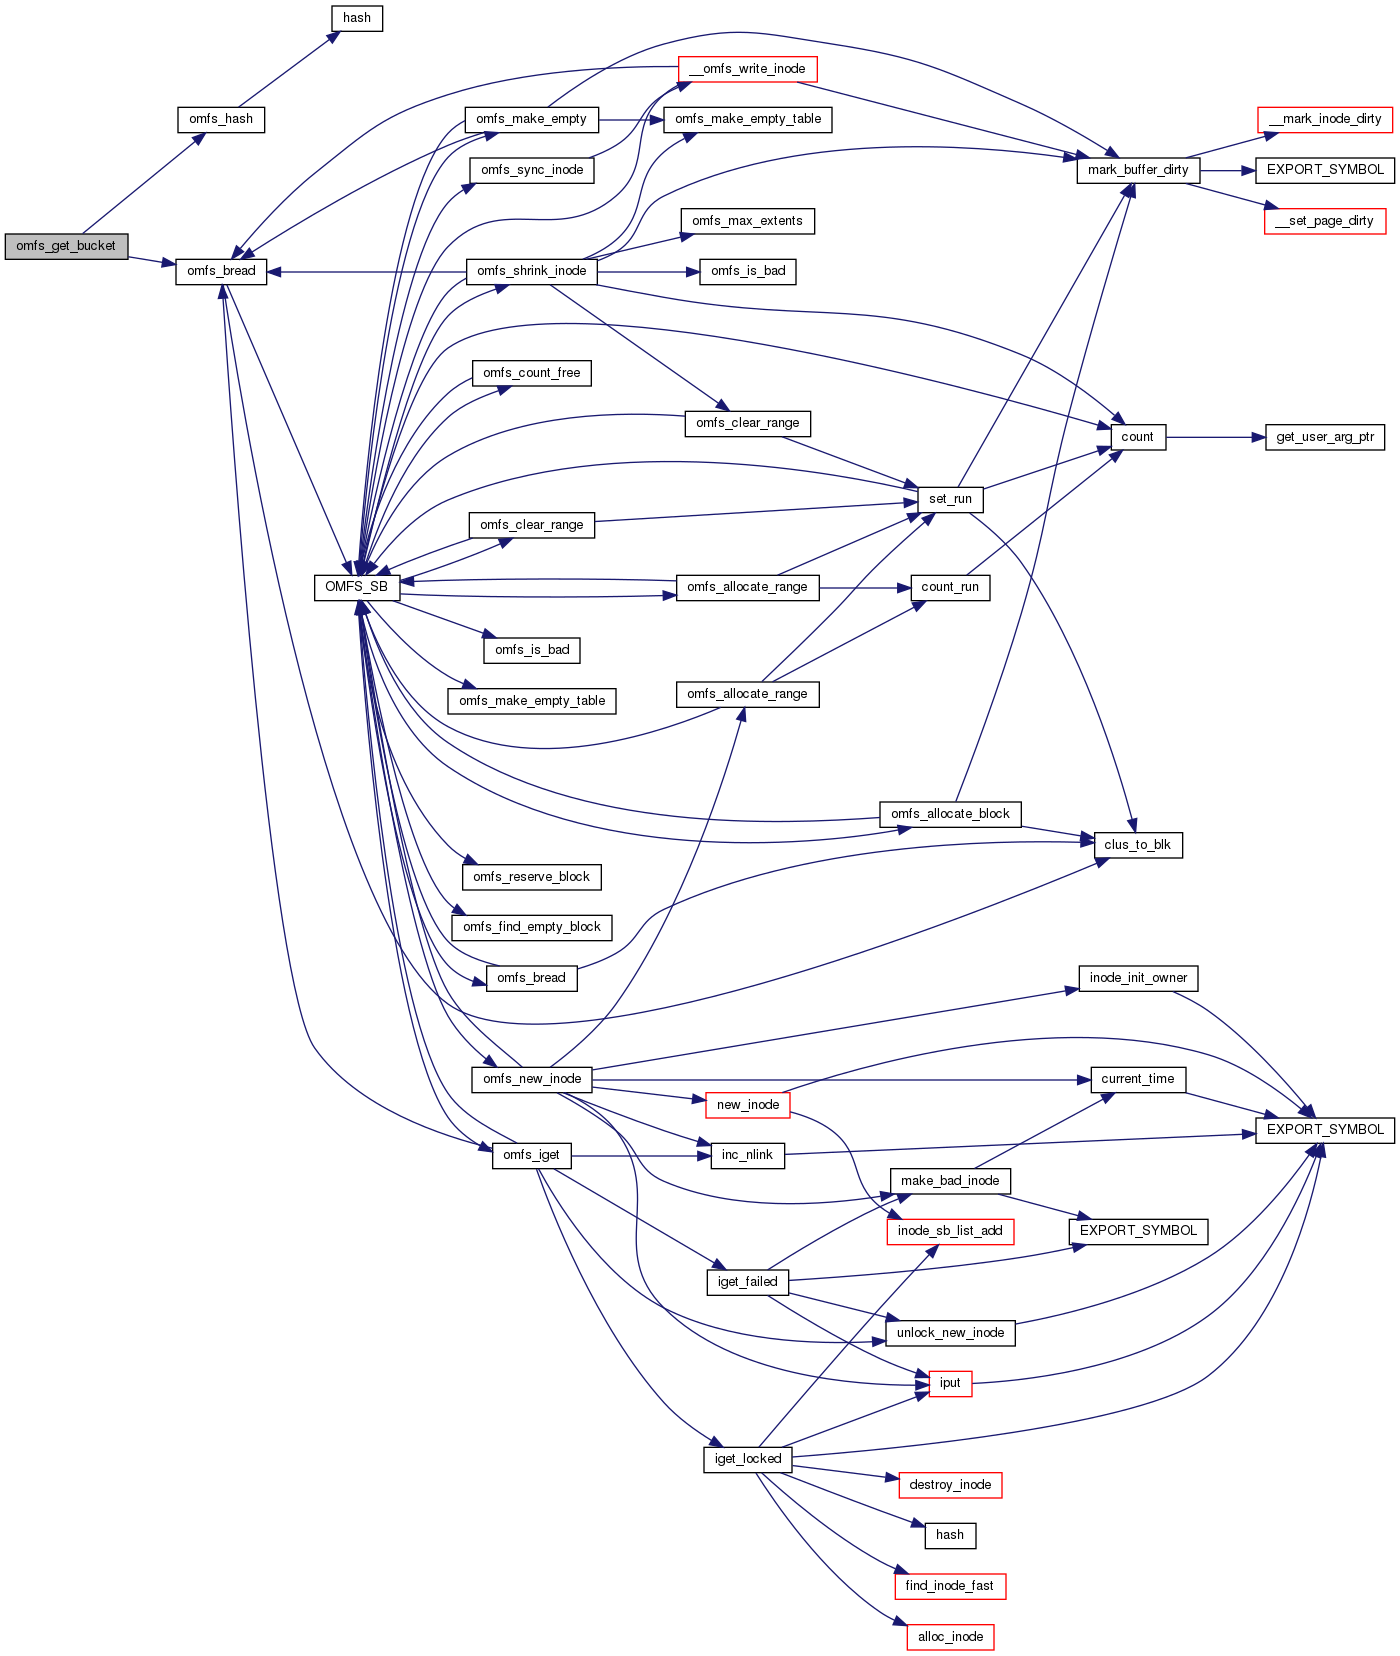 hash
omfs_hash
omfs_get_bucket
omfs_bread
OMFS_SB
omfs_make_empty
omfs_sync_inode
omfs_shrink_inode
omfs_count_free
omfs_clear_range
omfs_is_bad
omfs_make_empty_table
omfs_reserve_block
omfs_find_empty_block
omfs_bread
omfs_new_inode
omfs_iget
__omfs_write_inode
omfs_make_empty_table
omfs_max_extents
omfs_is_bad
omfs_clear_range
omfs_allocate_range
omfs_allocate_range
new_inode
inc_nlink
iget_failed
iget_locked
set_run
count_run
omfs_allocate_block
make_bad_inode
inode_sb_list_add
unlock_new_inode
iput
destroy_inode
hash
find_inode_fast
alloc_inode
mark_buffer_dirty
count
clus_to_blk
inode_init_owner
current_time
EXPORT_SYMBOL
__mark_inode_dirty
EXPORT_SYMBOL
__set_page_dirty
get_user_arg_ptr
EXPORT_SYMBOL